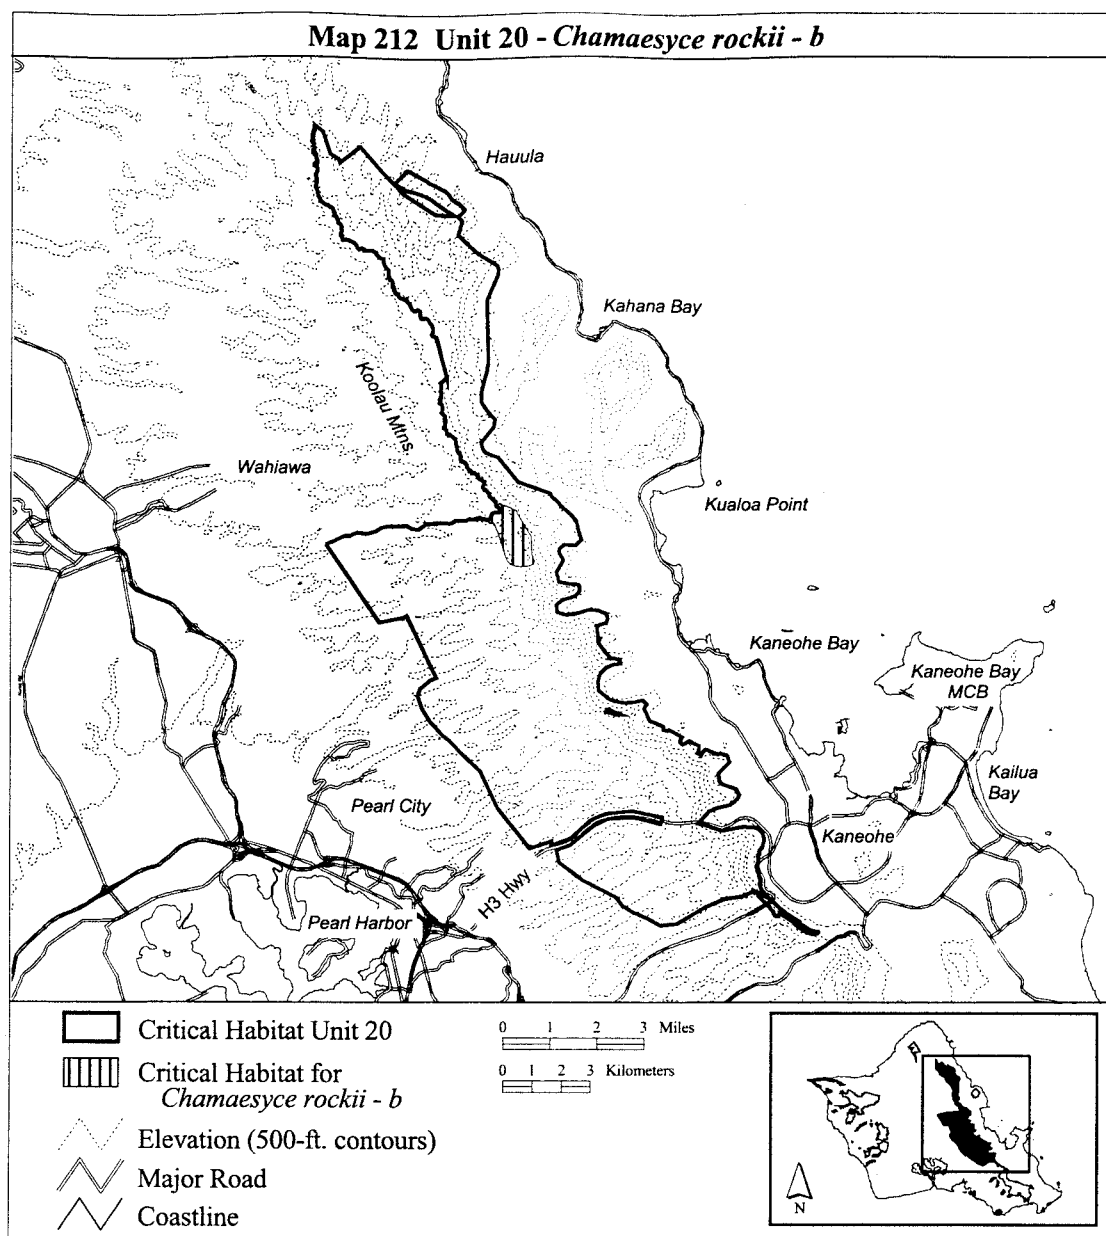 Map 212 Unit 20 - Chamaesyce rockii - b
Hauula
Kahana Bay
Koolau Mtns.
Wahiawa
Kualoa Point
Kaneohe Bay
Kaneohe Bay
MCB
Kailua
Bay
Pearl City
Kaneohe
H3 Hwy
Pearl Harbor
Critical Habitat Unit 20
Critical Habitat for
Chamaesyce rockii - b
Elevation (500-ft. contours)
Major Road
Coastline
0 1 2 3 Miles
0 1 2 3 Kilometers
N